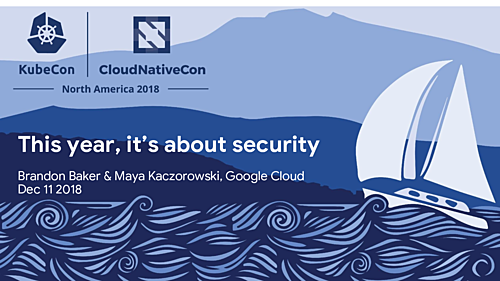 KubeCon
CloudNativeCon
North America 2018
This year, it's about security
Brandon Baker & Maya Kaczorowski, Google Cloud
Dec 11 2018